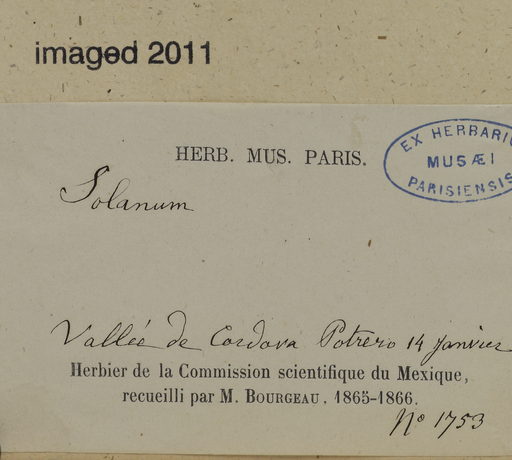 imaged 2011
HERB. MUS. PARIS.
EX HERBARIO
MUSÆI
PARISIENSIS
Solanum
Vallée de Cordova Potrero 14 janvier
Herbier de la Commission scientifique du Mexique,
recueilli par M. BOURGEAU, 1865-1866.
Nº 1753